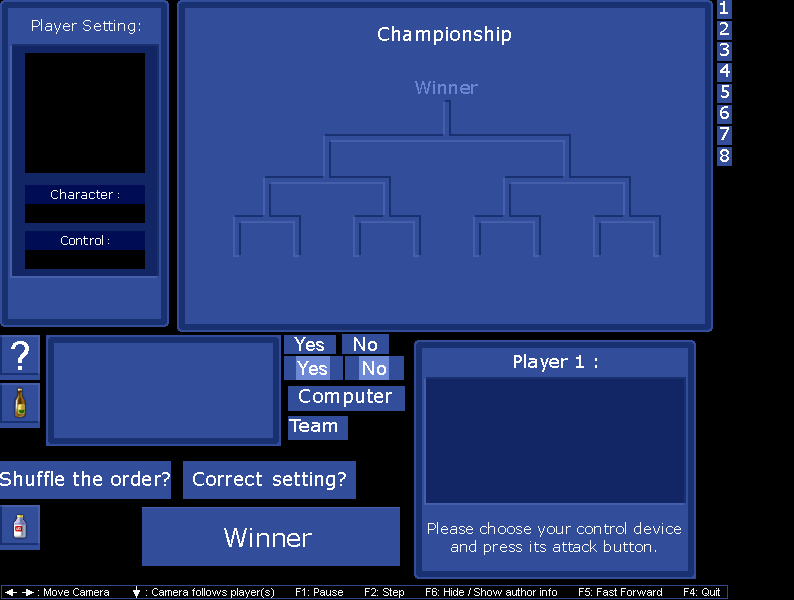 Player Setting:
Character :
Control :
Championship
Winner
1
2
3
4
5
6
7
8
?
Yes No
Yes No
Computer
Team
Shuffle the order?
Correct setting?
Winner
Player 1 :
Please choose your control device
and press its attack button.
: Move Camera : Camera follows player(s) F1: Pause F2: Step F6: Hide / Show author info F5: Fast Forward F4: Quit